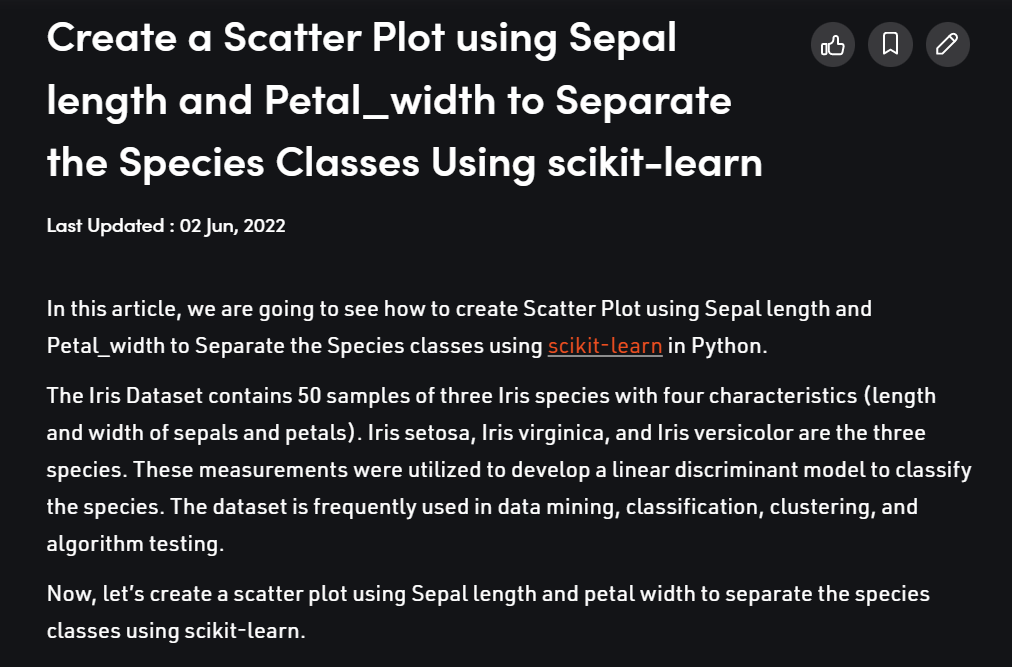 Create a Scatter Plot using Sepal
length and Petal_width to Separate
the Species Classes Using scikit-learn
Last Updated : 02 Jun, 2022
In this article, we are going to see how to create Scatter Plot using Sepal length and
Petal_width to Separate the Species classes using scikit-learn in Python.
The Iris Dataset contains 50 samples of three Iris species with four characteristics (length
and width of sepals and petals). Iris setosa, Iris virginica, and Iris versicolor are the three
species. These measurements were utilized to develop a linear discriminant model to classify
the species. The dataset is frequently used in data mining, classification, clustering, and
algorithm testing.
Now, let’s create a scatter plot using Sepal length and petal width to separate the species
classes using scikit-learn.